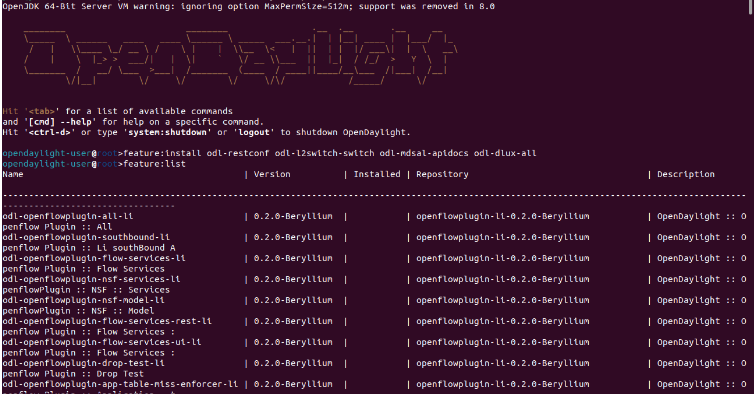 OpenJDK 64-Bit Server VM warning: ignoring option MaxPermSize=512m; support was removed in 8.0
Hit '<tab>' for a list of available commands
and '[cmd] --help' for help on a specific command.
Hit '<ctrl-d>' or type 'system:shutdown' or 'logout' to shutdown OpenDaylight.
opendaylight-user@root>feature:install odl-restconf odl-l2switch-switch odl-mdsal-apidocs odl-dlux-all
opendaylight-user@root>feature:list
Name | Version | Installed | Repository | Description
odl-openflowplugin-all-li | 0.2.0-Beryllium | | openflowplugin-li-0.2.0-Beryllium | OpenDaylight :: O
penflow Plugin :: All
odl-openflowplugin-southbound-li | 0.2.0-Beryllium | | openflowplugin-li-0.2.0-Beryllium | OpenDaylight :: O
penflow Plugin :: Li southBound A
odl-openflowplugin-flow-services-li | 0.2.0-Beryllium | | openflowplugin-li-0.2.0-Beryllium | OpenDaylight :: O
penflow Plugin :: Flow Services
odl-openflowplugin-nsf-services-li | 0.2.0-Beryllium | | openflowplugin-li-0.2.0-Beryllium | OpenDaylight :: O
penflowPlugin :: NSF :: Services
odl-openflowplugin-nsf-model-li | 0.2.0-Beryllium | | openflowplugin-li-0.2.0-Beryllium | OpenDaylight :: O
penflowPlugin :: NSF :: Model
odl-openflowplugin-flow-services-rest-li | 0.2.0-Beryllium | | openflowplugin-li-0.2.0-Beryllium | OpenDaylight :: O
penflow Plugin :: Flow Services :
odl-openflowplugin-flow-services-ui-li | 0.2.0-Beryllium | | openflowplugin-li-0.2.0-Beryllium | OpenDaylight :: O
penflow Plugin :: Flow Services :
odl-openflowplugin-drop-test-li | 0.2.0-Beryllium | | openflowplugin-li-0.2.0-Beryllium | OpenDaylight :: O
penflow Plugin :: Drop Test
odl-openflowplugin-app-table-miss-enforcer-li | 0.2.0-Beryllium | | openflowplugin-li-0.2.0-Beryllium | OpenDaylight :: O